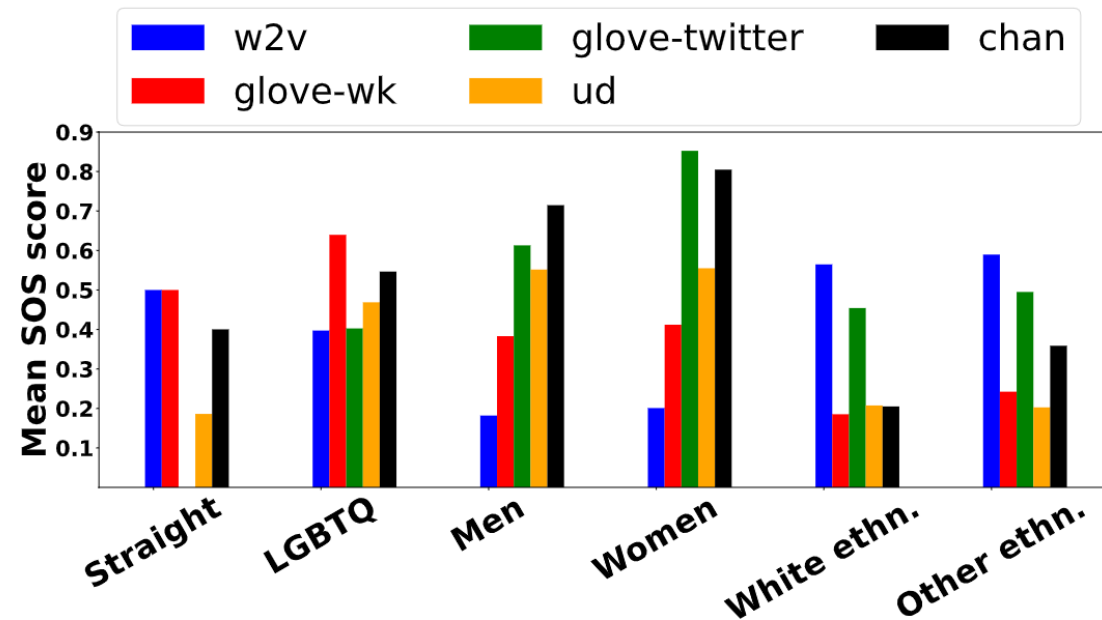 w2v glove-twitter chan
glove-wk ud
Mean SOS score
0.9
0.8
0.7
0.6
0.5
0.4
0.3
0.2
0.1
Straight LGBTQ Men Women White ethn. Other ethn.